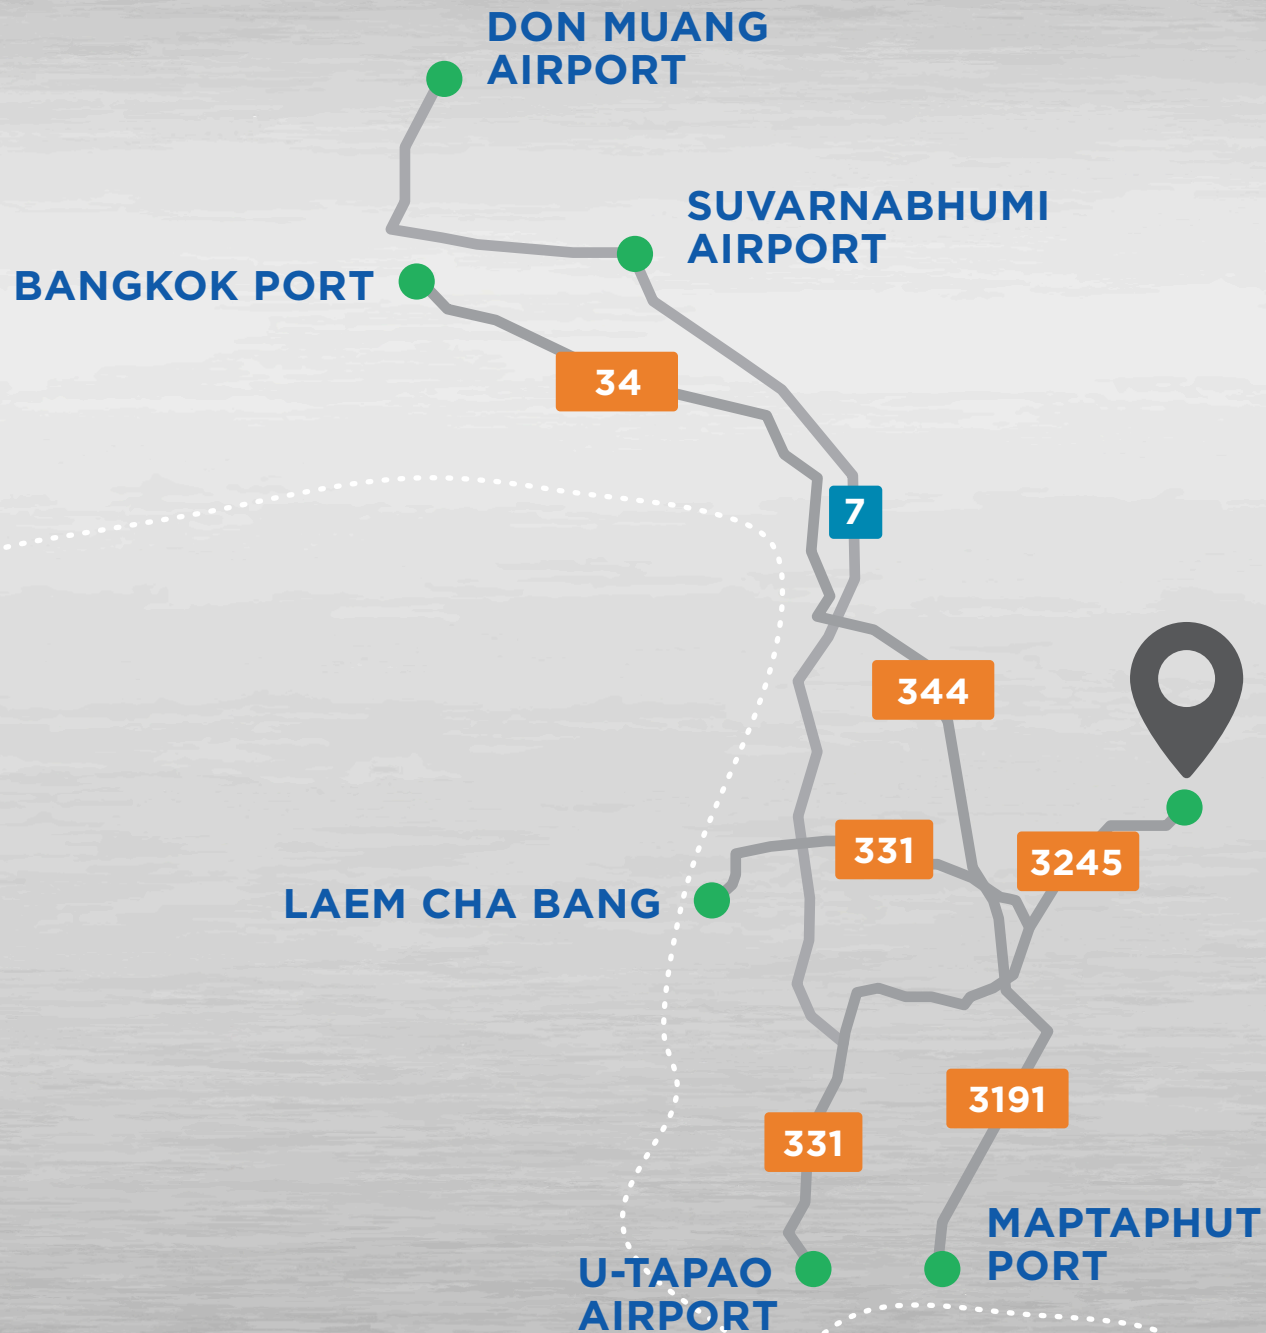 DON MUANG
AIRPORT
SUVARNABHUMI
AIRPORT
BANGKOK PORT
34
7
344
331
3245
LAEM CHA BANG
3191
331
MAPTAPHUT
PORT
U-TAPAO
AIRPORT